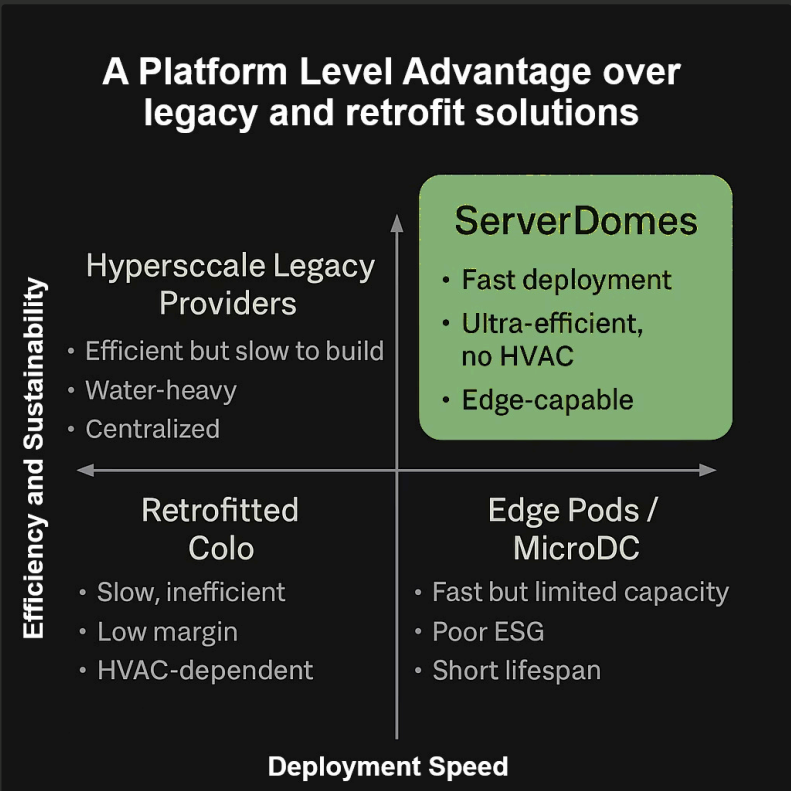 A Platform Level Advantage over
legacy and retrofit solutions
Efficiency and Sustainability
Hypersccale Legacy
Providers
• Efficient but slow to build
• Water-heavy
• Centralized
ServerDomes
• Fast deployment
• Ultra-efficient,
no HVAC
• Edge-capable
Retrofitted
Colo
• Slow, inefficient
• Low margin
• HVAC-dependent
Edge Pods /
MicroDC
• Fast but limited capacity
• Poor ESG
• Short lifespan
Deployment Speed